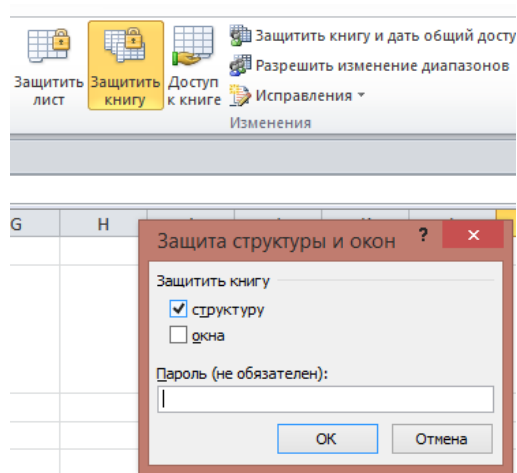 Защитить лист
Защитить книгу
Доступ к книге
Защитить книгу и дать общий досту
Разрешить изменение диапазонов
Исправления
Изменения
G H
Защита структуры и окон ? ×
Защитить книгу
структуру
окна
Пароль (не обязателен):
ОК Отмена